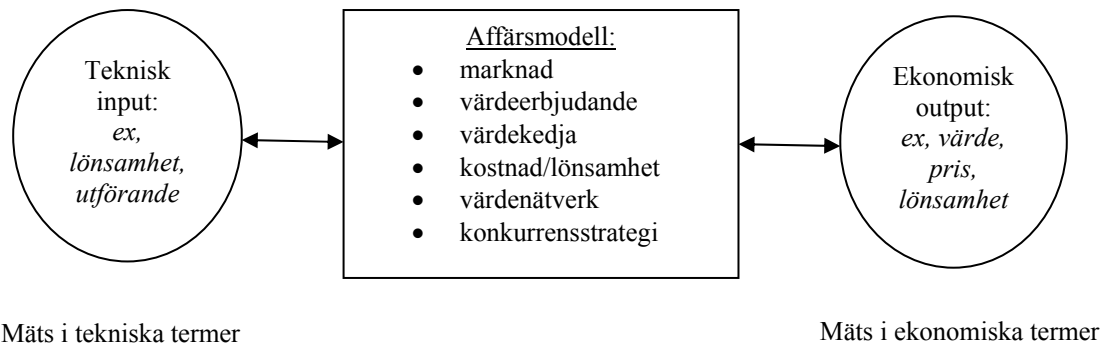 Teknisk
input:
ex,
lönsamhet,
utförande
Affärsmodell:
• marknad
• värdeerbjudande
• värdekedja
• kostnad/lönsamhet
• värdenätverk
• konkurrensstrategi
Ekonomisk
output:
ex, värde,
pris,
lönsamhet
Mäts i tekniska termer
Mäts i ekonomiska termer